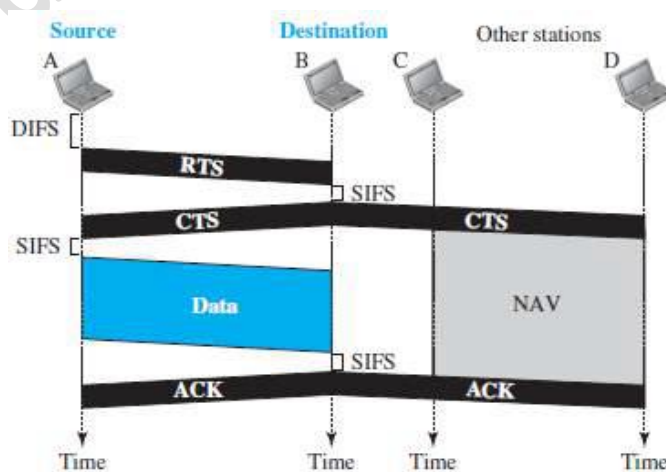 Source Destination Other stations
A B C D
DIFS
RTS
SIFS
CTS CTS
SIFS
Data NAV
SIFS
ACK ACK
Time Time Time Time